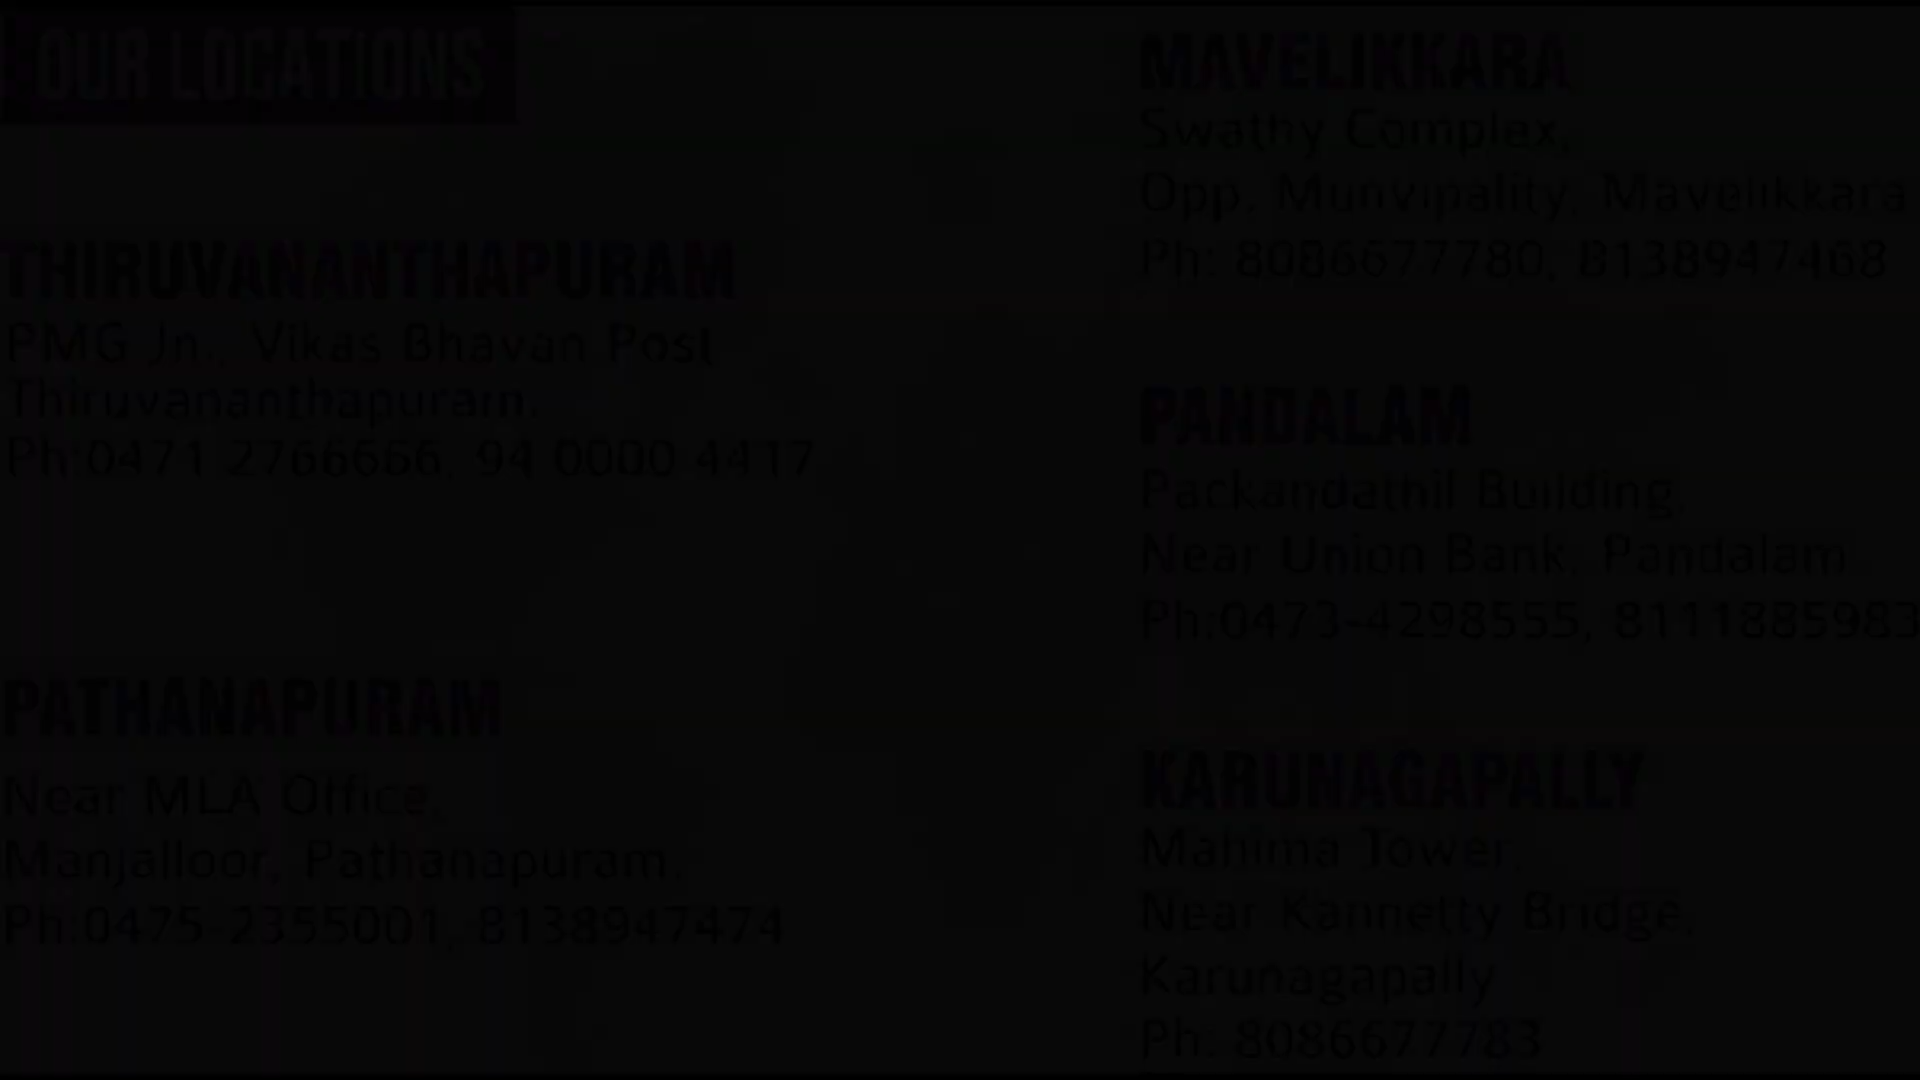 OUR LOCATIONS
THIRUVANANTHAPURAM
PMG Jn., Vikas Bhavan Post
Thiruvananthapuram.
Ph:0471 2766666, 94 0000 4417
PATHANAPURAM
Near MLA Office,
Manjalloor, Pathanapuram.
Ph:0475-2355001, 8138947474
MAVELIKKARA
Swathy Complex,
Opp. Munvipality, Mavelikkara
Ph: 8086677780, 8138947468
PANDALAM
Packandathil Building,
Near Union Bank, Pandalam
Ph:0473-4298555, 8111885983
KARUNAGAPALLY
Mahima Tower,
Near Kannetty Bridge,
Karunagapally
Ph: 8086677783